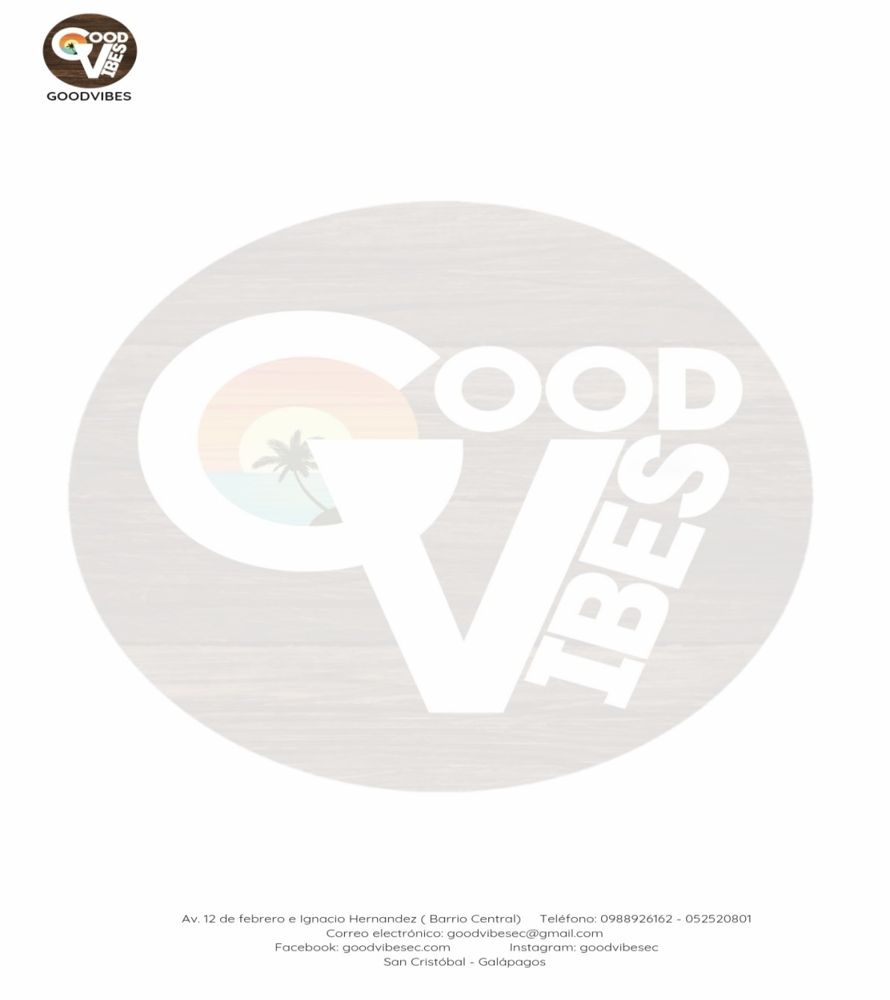 GOOD
VIBES
GOODVIBES
GOOD
VIBES
Av. 12 de febrero e Ignacio Hernandez ( Barrio Central) Teléfono: 0988926162 - 052520801
Correo electrónico: goodvibesec@gmail.com
Facebook: goodvibesec.com Instagram: goodvibesec
San Cristóbal - Galápagos